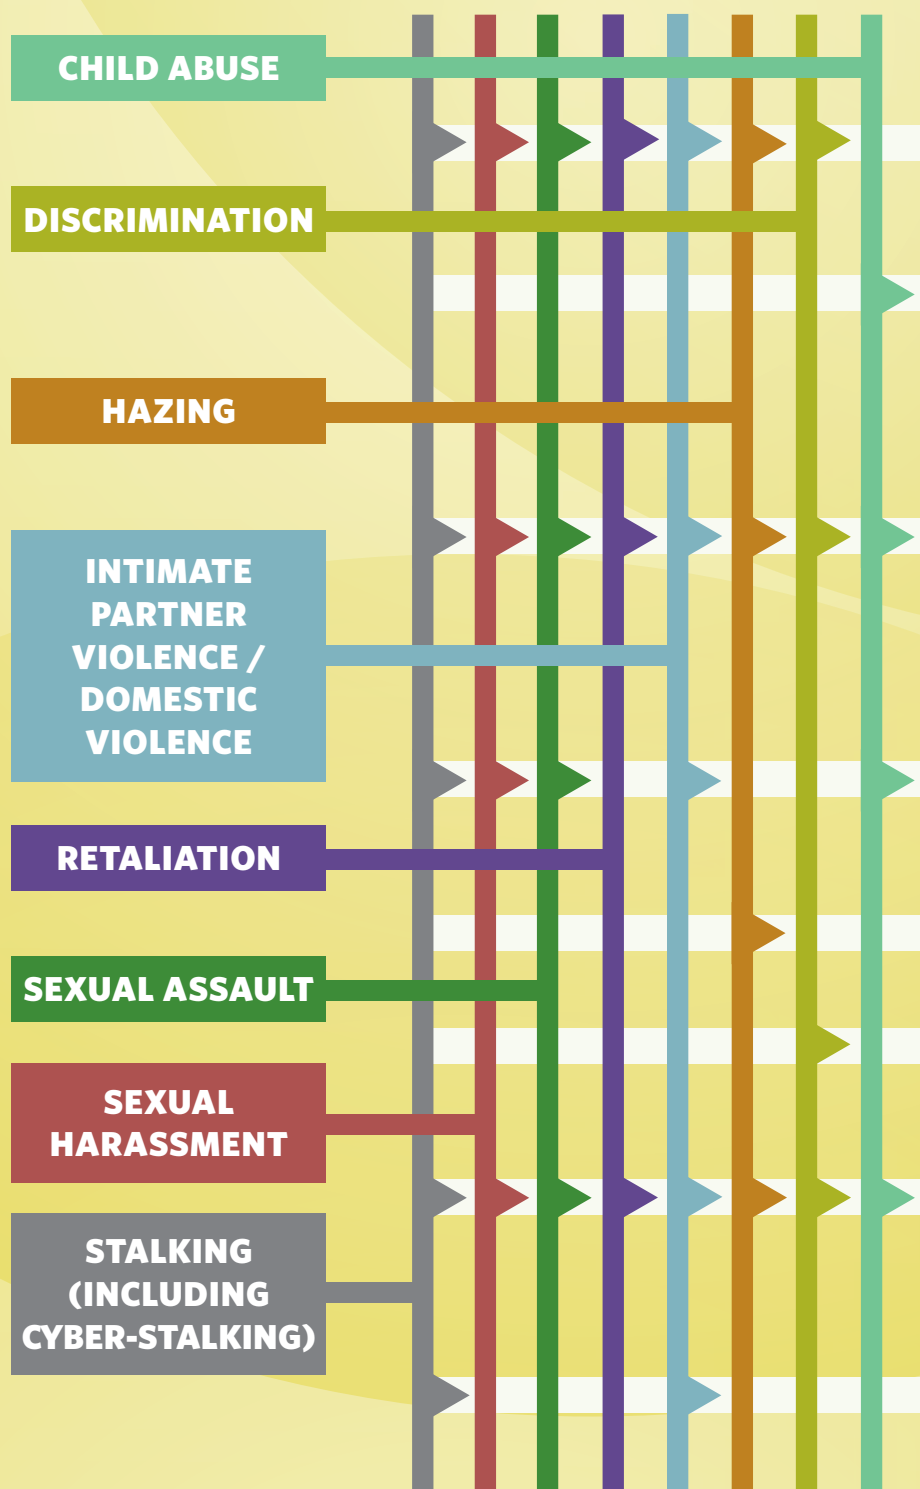 CHILD ABUSE
DISCRIMINATION
HAZING
INTIMATE
PARTNER
VIOLENCE /
DOMESTIC
VIOLENCE
RETALIATION
SEXUAL ASSAULT
SEXUAL
HARASSMENT
STALKING
(INCLUDING
CYBER-STALKING)